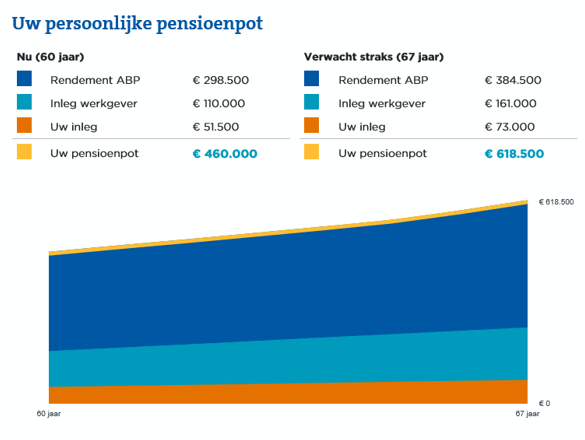 Uw persoonlijke pensioenpot
Nu (60 jaar)
Rendement ABP € 298.500
Inleg werkgever € 110.000
Uw inleg € 51.500
Uw pensioenpot € 460.000
Verwacht straks (67 jaar)
Rendement ABP € 384.500
Inleg werkgever € 161.000
Uw inleg € 73.000
Uw pensioenpot € 618.500
€ 618.500
€ 0
60 jaar
67 jaar